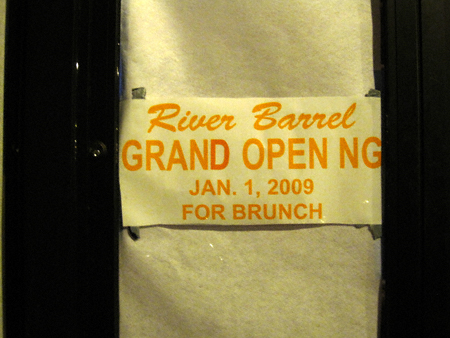 River Barrel
GRAND OPEN NG
JAN. 1, 2009
FOR BRUNCH